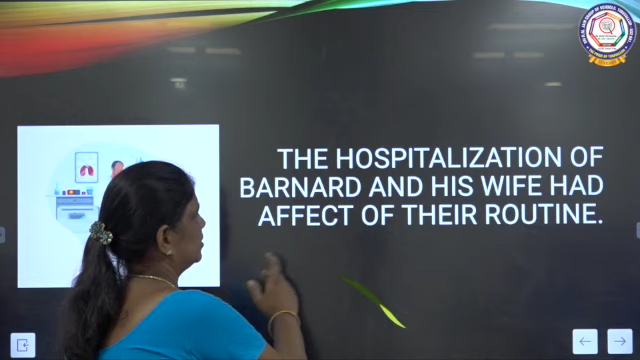 THE HOSPITALIZATION OF
BARNARD AND HIS WIFE HAD
AFFECT OF THEIR ROUTINE.